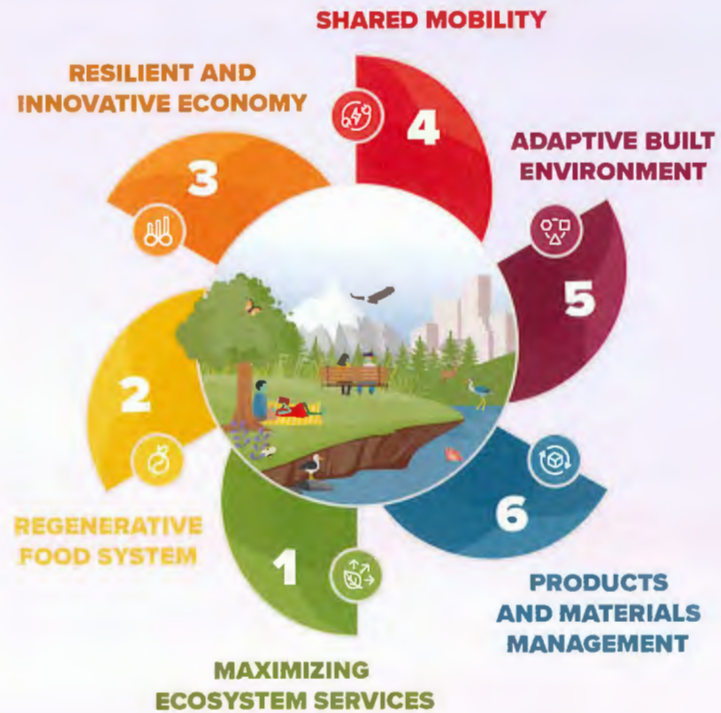 SHARED MOBILITY
4
RESILIENT AND
INNOVATIVE ECONOMY
3
ADAPTIVE BUILT
ENVIRONMENT
5
2
REGENERATIVE
FOOD SYSTEM
6
PRODUCTS
AND MATERIALS
MANAGEMENT
1
MAXIMIZING
ECOSYSTEM SERVICES